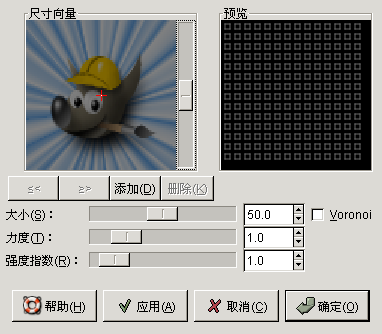 尺寸向量 预览
≤< ≥> 添加(D) 删除(K)
大小(S)： 50.0 Voronoi
力度(T)： 1.0
强度指数(R)： 1.0
帮助(H) 应用(A) 取消(C) 确定(O)